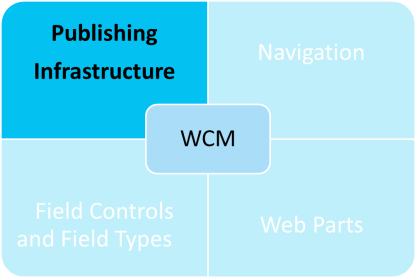 Publishing
Infrastructure
Navigation
WCM
Field Controls
and Field Types
Web Parts